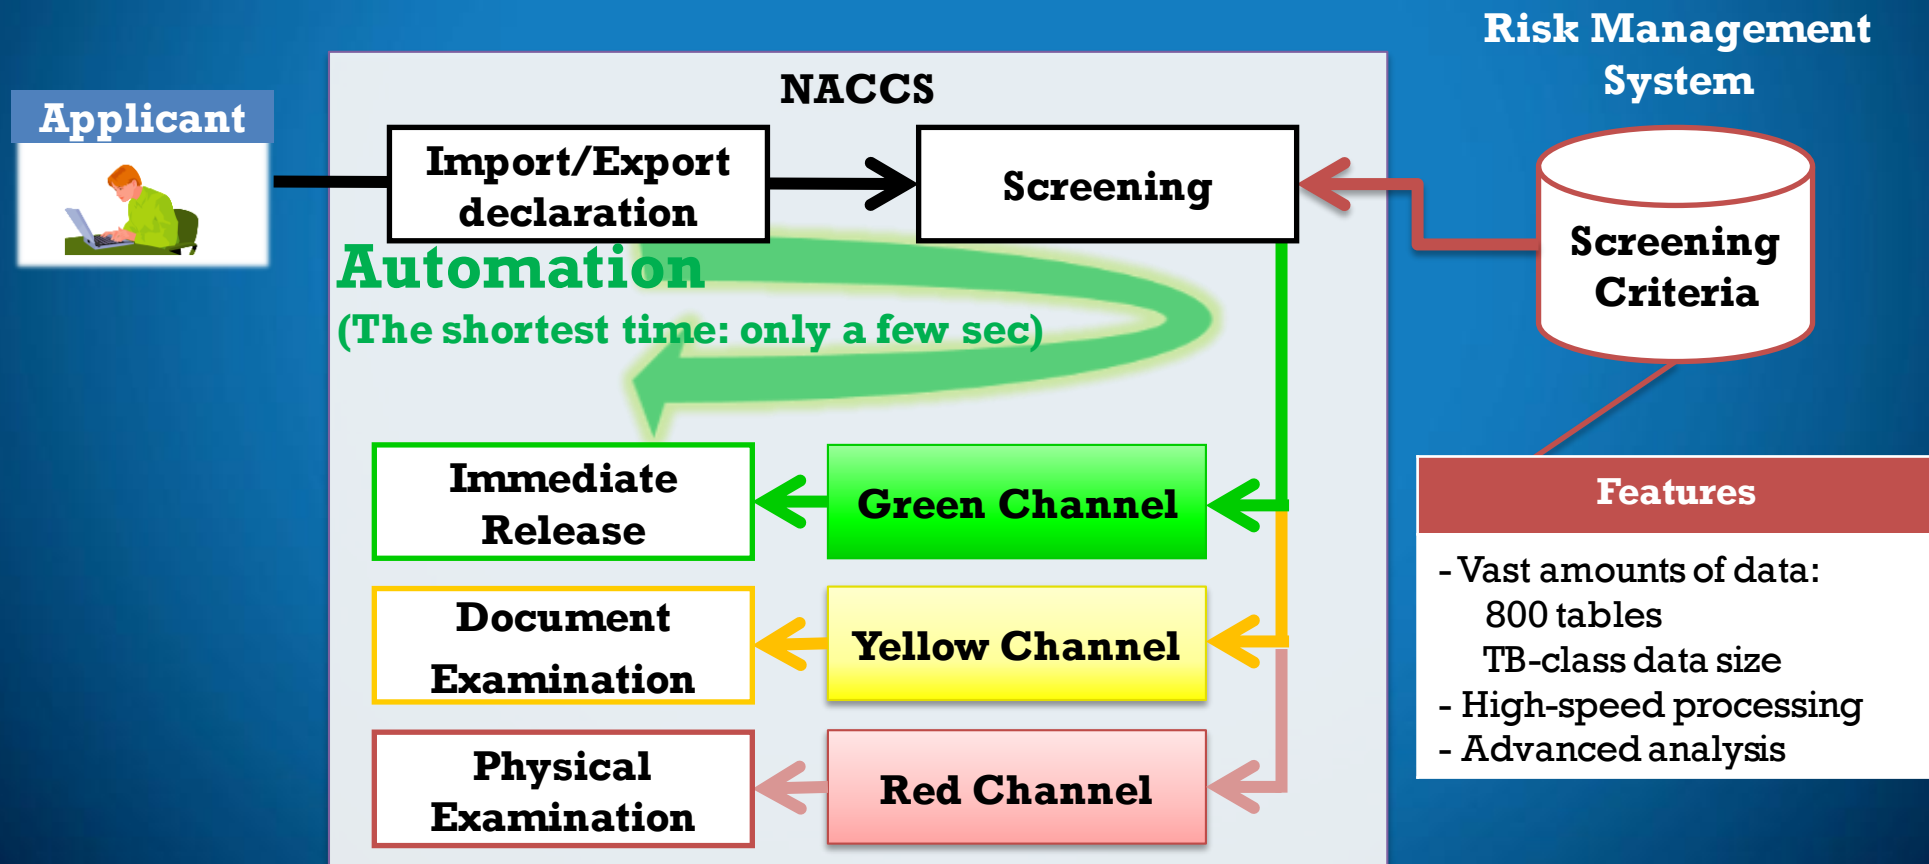 Applicant
NACCS
Import/Export
declaration
Screening
Automation
(The shortest time: only a few sec)
Immediate
Release
Green Channel
Document
Examination
Yellow Channel
Physical
Examination
Red Channel
Risk Management
System
Screening
Criteria
Features
- Vast amounts of data:
800 tables
TB-class data size
- High-speed processing
- Advanced analysis